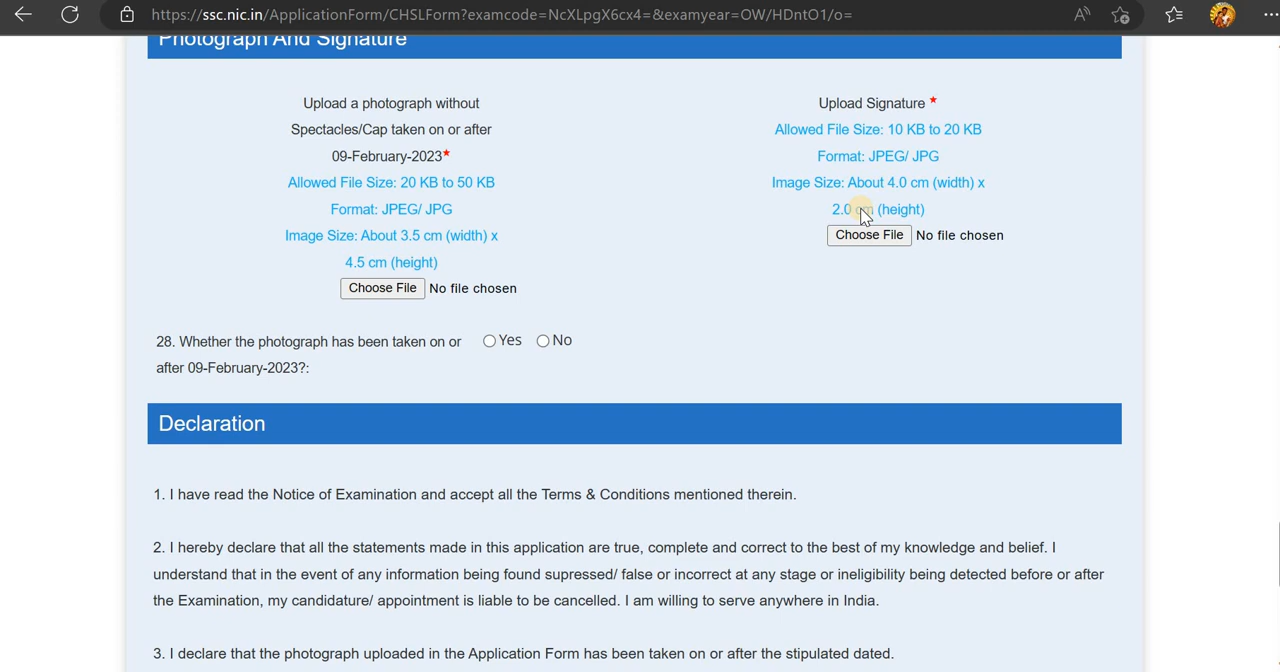 https://ssc.nic.in/ApplicationForm/CHSLForm?examcode=NcXLpgX6cx4=&examyear=OW/HDntO1/o=
Photograph And Signature
Upload a photograph without
Spectacles/Cap taken on or after
09-February-2023*
Allowed File Size: 20 KB to 50 KB
Format: JPEG/ JPG
Image Size: About 3.5 cm (width) x
4.5 cm (height)
Choose File No file chosen
Upload Signature *
Allowed File Size: 10 KB to 20 KB
Format: JPEG/ JPG
Image Size: About 4.0 cm (width) x
2.0 cm (height)
Choose File No file chosen
28. Whether the photograph has been taken on or
after 09-February-2023?:
Yes No
Declaration
1. I have read the Notice of Examination and accept all the Terms & Conditions mentioned therein.
2. I hereby declare that all the statements made in this application are true, complete and correct to the best of my knowledge and belief. I
understand that in the event of any information being found supressed/ false or incorrect at any stage or ineligibility being detected before or after
the Examination, my candidature/ appointment is liable to be cancelled. I am willing to serve anywhere in India.
3. I declare that the photograph uploaded in the Application Form has been taken on or after the stipulated dated.